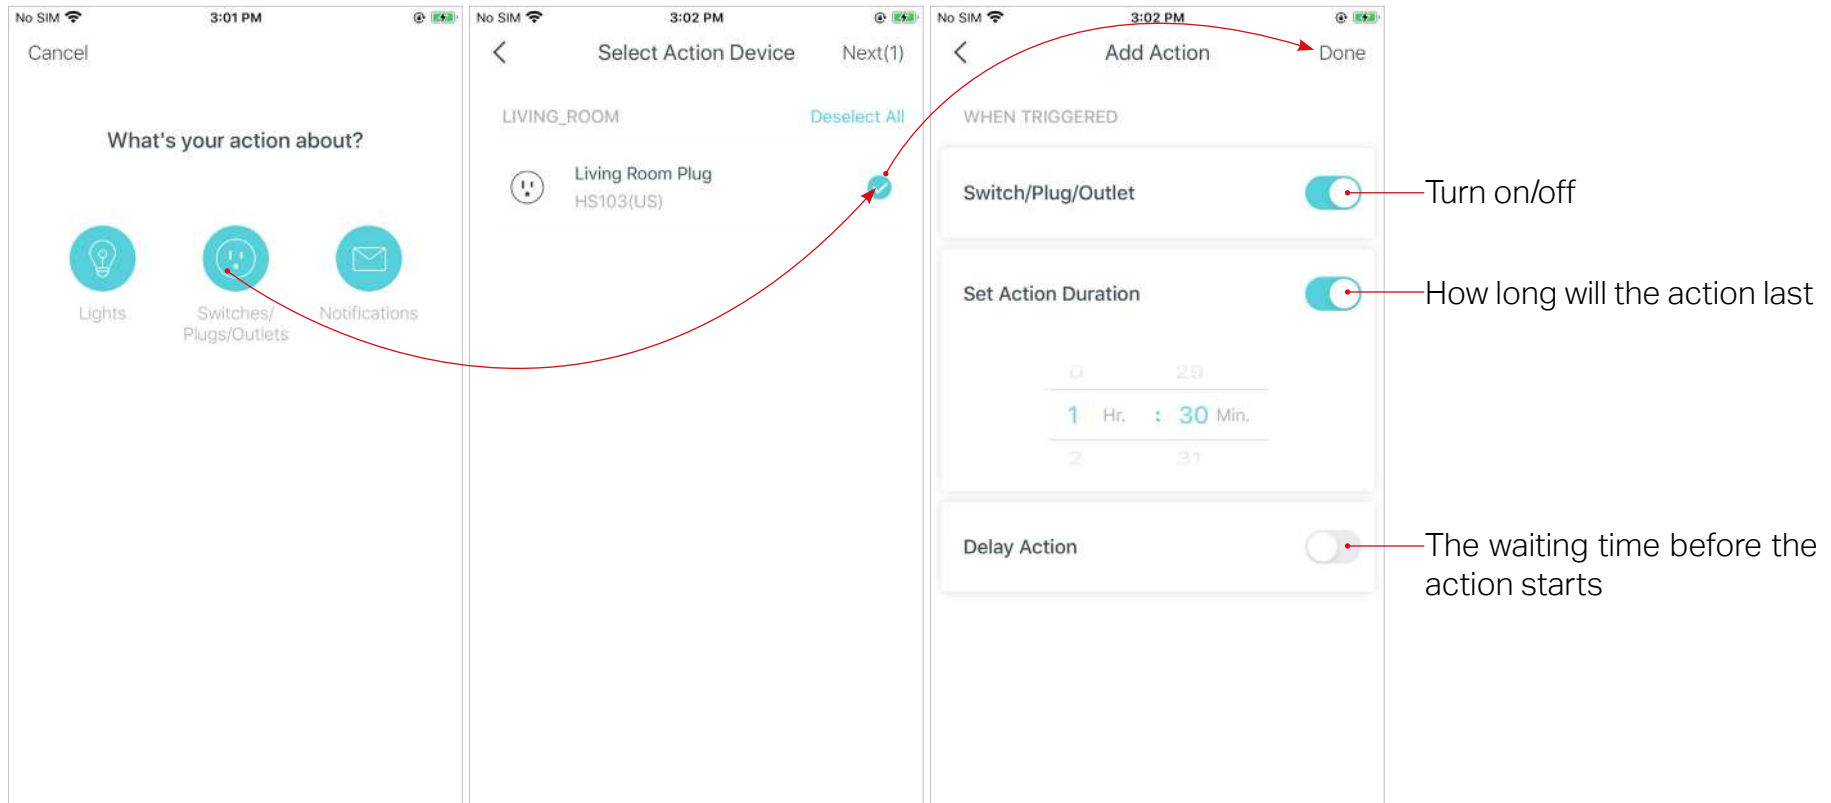 No SIM 3:01 PM
Cancel
What's your action about?
Lights
Switches/
Plugs/Outlets
Notifications
No SIM 3:02 PM
Select Action Device Next(1)
LIVING_ROOM Deselect All
Living Room Plug
HS103(US)
No SIM 3:02 PM
Add Action Done
WHEN TRIGGERED
Switch/Plug/Outlet
Set Action Duration
0 29
1 Hr. : 30 Min.
2 31
Delay Action
Turn on/off
How long will the action last
The waiting time before the
action starts